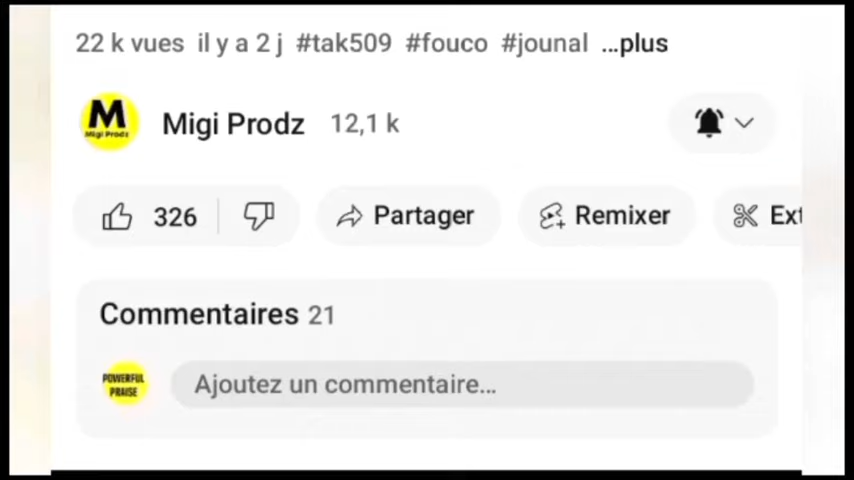 22 k vues il y a 2 j #tak509 #fouco #jounal ...plus
M
Migi Prodz
Migi Prodz 12,1 k
326 Partager Remixer Ext
Commentaires 21
POWERFUL
PRAISE
Ajoutez un commentaire...